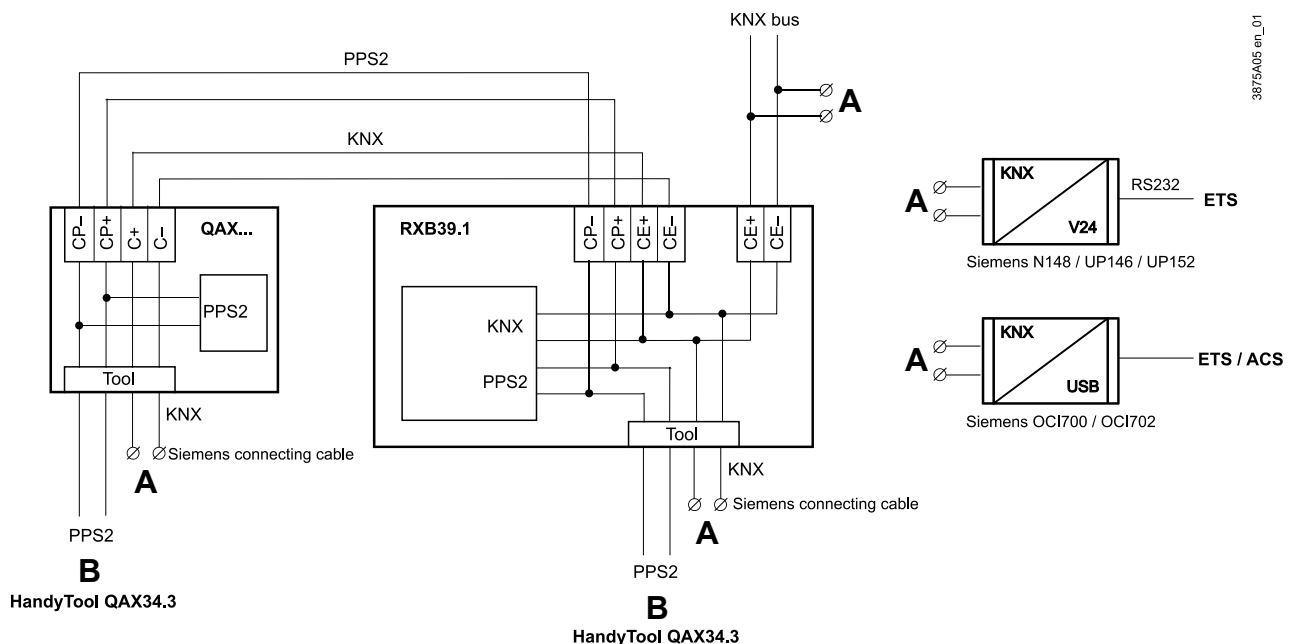 KNX bus
3875A05 en_01
PPS2
A
KNX
CP–
CP+
C+
C–
QAX...
PPS2
Tool
KNX
Siemens connecting cable
A
PPS2
B
HandyTool QAX34.3
RXB39.1
CP–
CP+
CE+
CE–
CE+
CE–
KNX
PPS2
Tool
KNX
Siemens connecting cable
A
PPS2
B
HandyTool QAX34.3
A
KNX
V24
RS232
ETS
Siemens N148 / UP146 / UP152
A
KNX
USB
ETS / ACS
Siemens OCI700 / OCI702